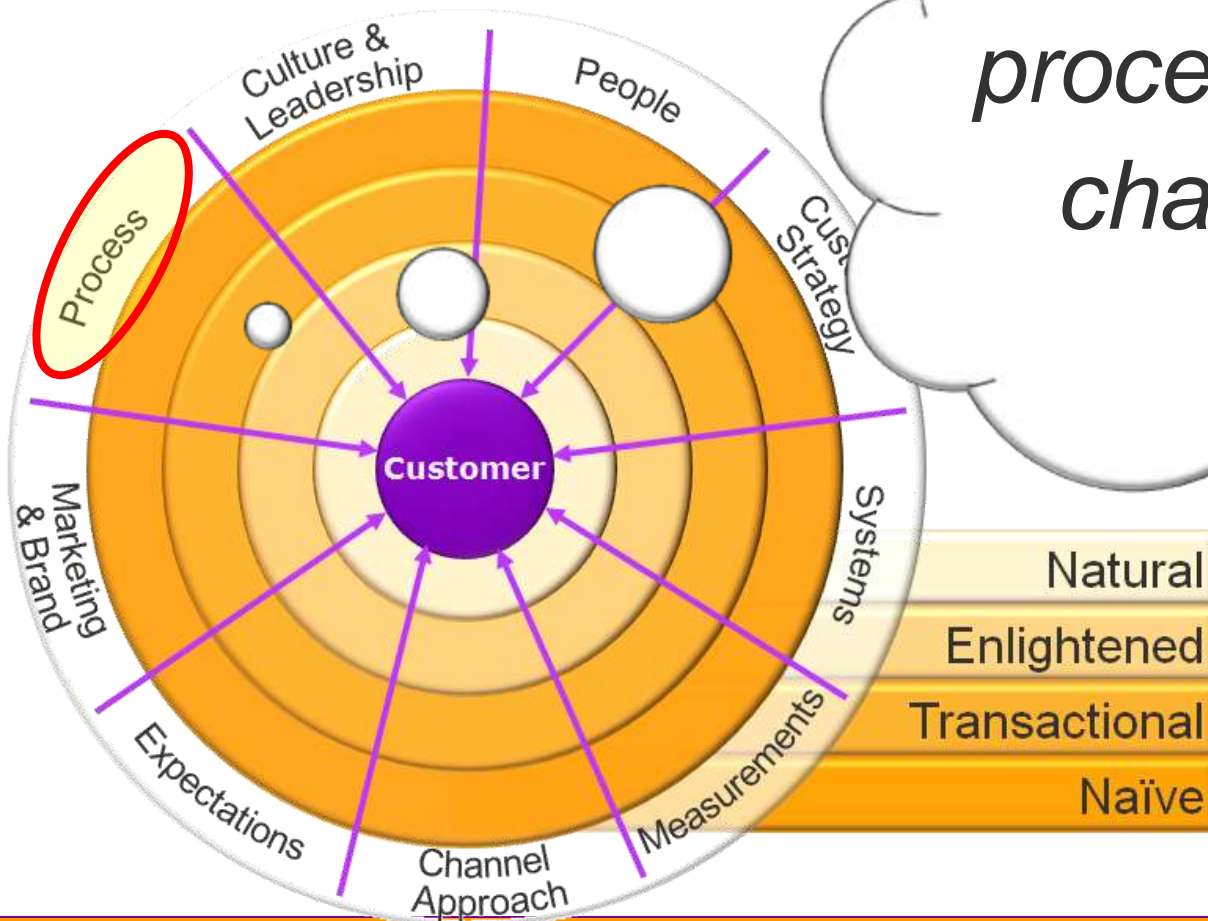 Culture &
Leadership
People
Cust
Strategy
Process
proce
cha
Customer
Marketing
& Brand
Systems
Expectations
Channel
Approach
Measurements
Natural
Enlightened
Transactional
Naïve